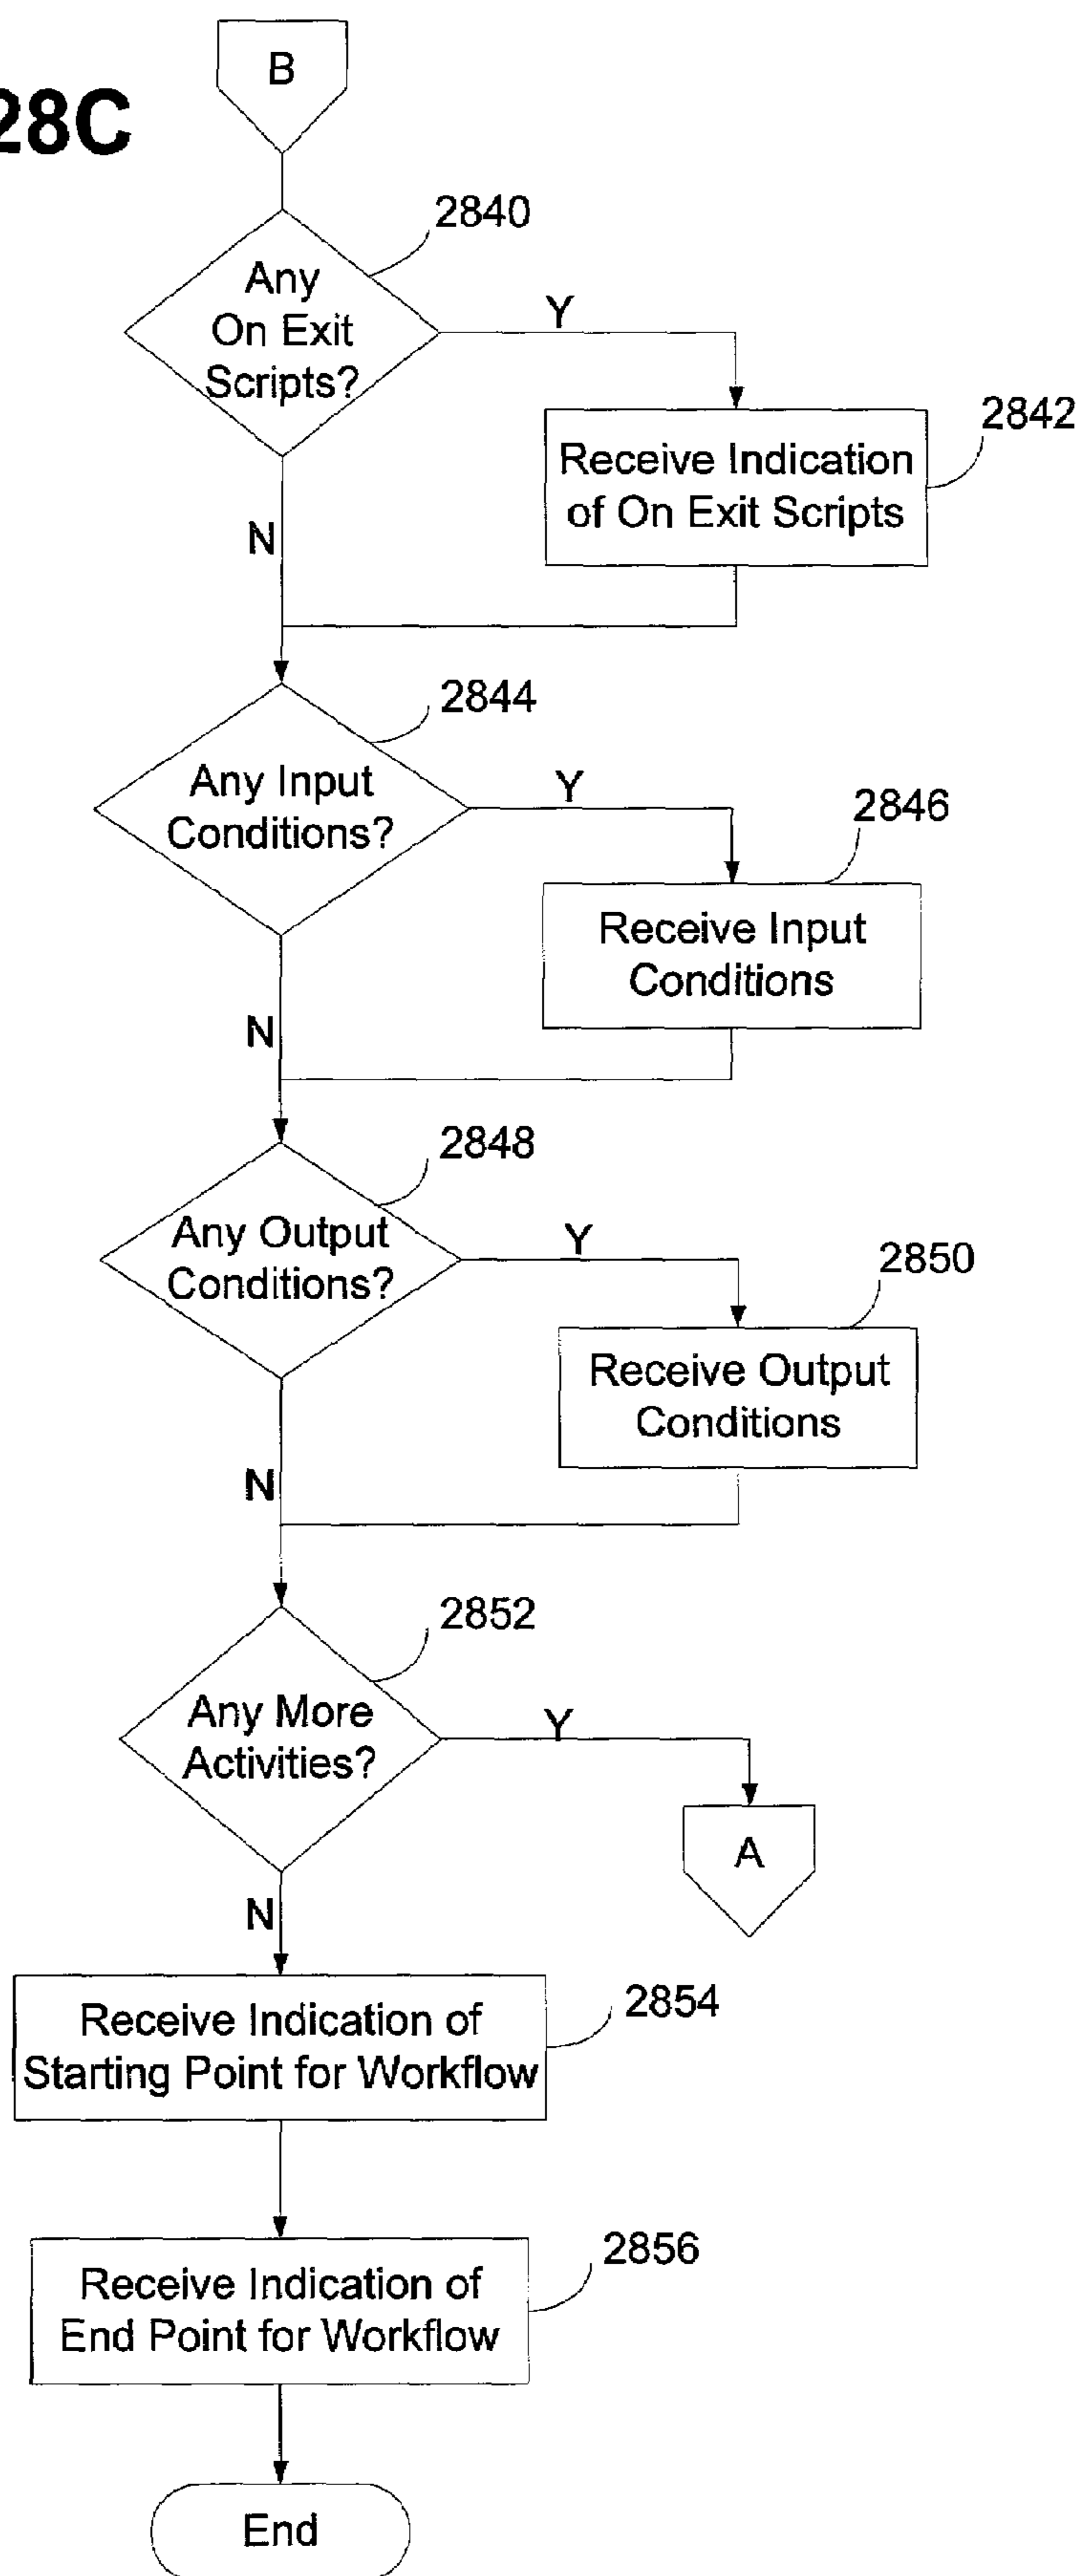 28C
B
2840
Any
On Exit
Scripts?
Y
2842
Receive Indication
of On Exit Scripts
N
2844
Any Input
Conditions?
Y
2846
Receive Input
Conditions
N
2848
Any Output
Conditions?
Y
2850
Receive Output
Conditions
N
2852
Any More
Activities?
Y
A
N
2854
Receive Indication of
Starting Point for Workflow
2856
Receive Indication of
End Point for Workflow
End